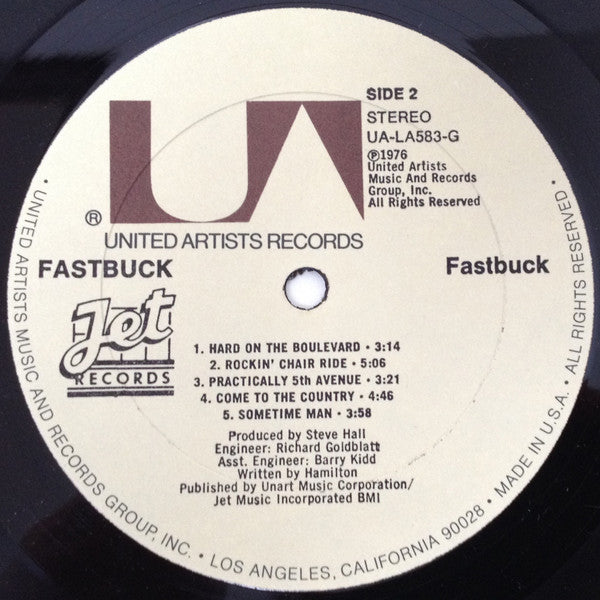 SIDE 2
STEREO
UA-LA583-G
℗1976
United Artists
Music And Records
Group, Inc.
All Rights Reserved
UA
®
UNITED ARTISTS RECORDS
FASTBUCK
Fastbuck
Jet
RECORDS
1. HARD ON THE BOULEVARD • 3:14
2. ROCKIN' CHAIR RIDE • 5:06
3. PRACTICALLY 5th AVENUE • 3:21
4. COME TO THE COUNTRY • 4:46
5. SOMETIME MAN • 3:58
Produced by Steve Hall
Engineer: Richard Goldblatt
Asst. Engineer: Barry Kidd
Written by Hamilton
Published by Unart Music Corporation/
Jet Music Incorporated BMI
• UNITED ARTISTS MUSIC AND RECORDS GROUP, INC. • LOS ANGELES, CALIFORNIA 90028 • MADE IN U.S.A. • ALL RIGHTS RESERVED •